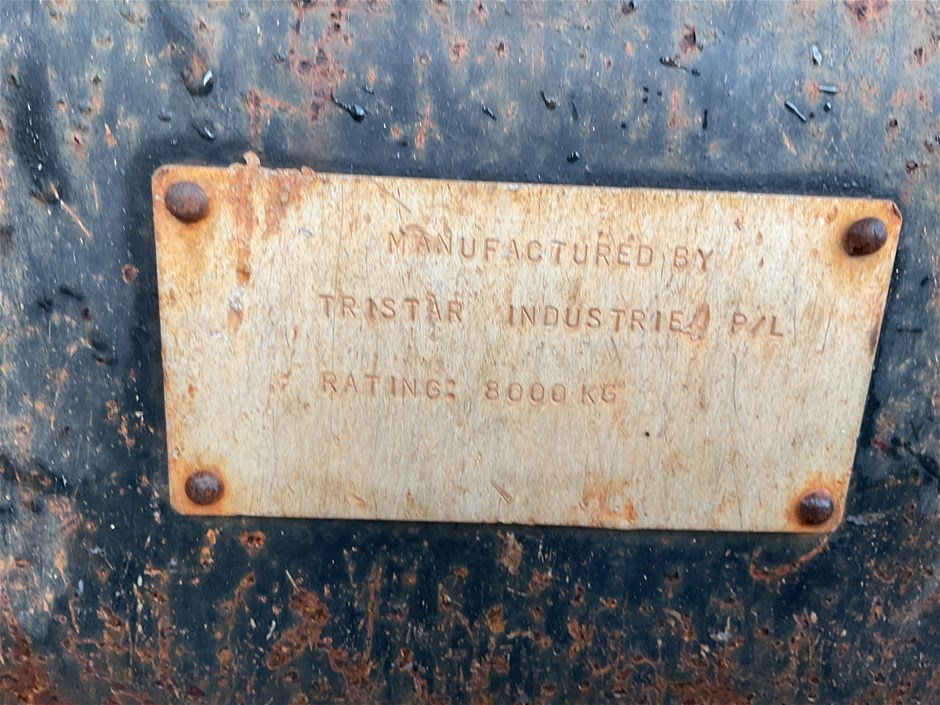 MANUFACTURED BY
TRISTAR INDUSTRIES P/L
RATING: 8000 KG